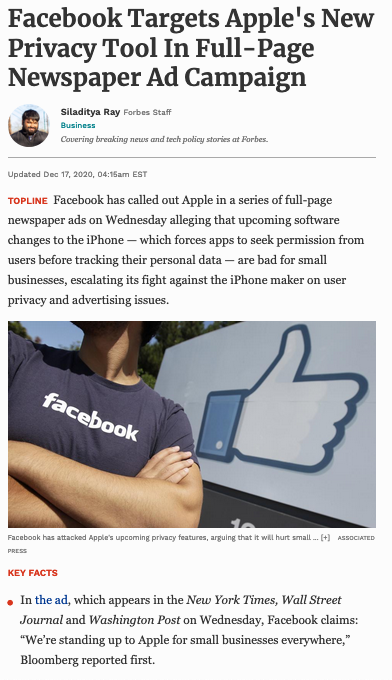 Facebook Targets Apple's New
Privacy Tool In Full-Page
Newspaper Ad Campaign
Siladitya Ray Forbes Staff
Business
Covering breaking news and tech policy stories at Forbes.
Updated Dec 17, 2020, 04:15am EST
TOPLINE Facebook has called out Apple in a series of full-page
newspaper ads on Wednesday alleging that upcoming software
changes to the iPhone — which forces apps to seek permission from
users before tracking their personal data — are bad for small
businesses, escalating its fight against the iPhone maker on user
privacy and advertising issues.
facebook
Facebook has attacked Apple's upcoming privacy features, arguing that it will hurt small ... [+] ASSOCIATED
PRESS
KEY FACTS
In the ad, which appears in the New York Times, Wall Street
Journal and Washington Post on Wednesday, Facebook claims:
“We’re standing up to Apple for small businesses everywhere,”
Bloomberg reported first.